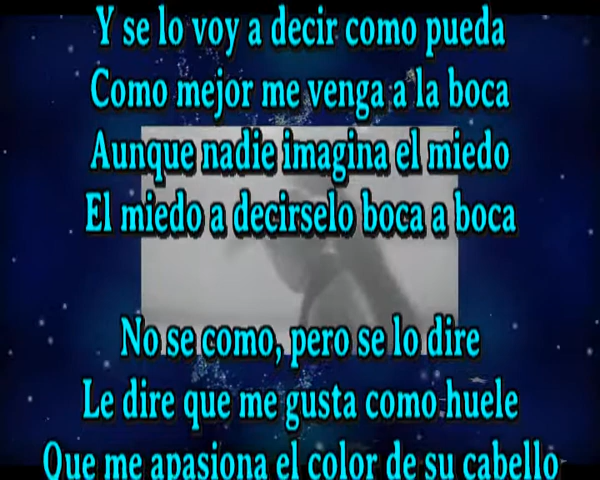 Y se lo voy a decir como pueda
Como mejor me venga a la boca
Aunque nadie imagina el miedo
El miedo a decirselo boca a boca
No se como, pero se lo dire
Le dire que me gusta como huele
Que me apasiona el color de su cabello